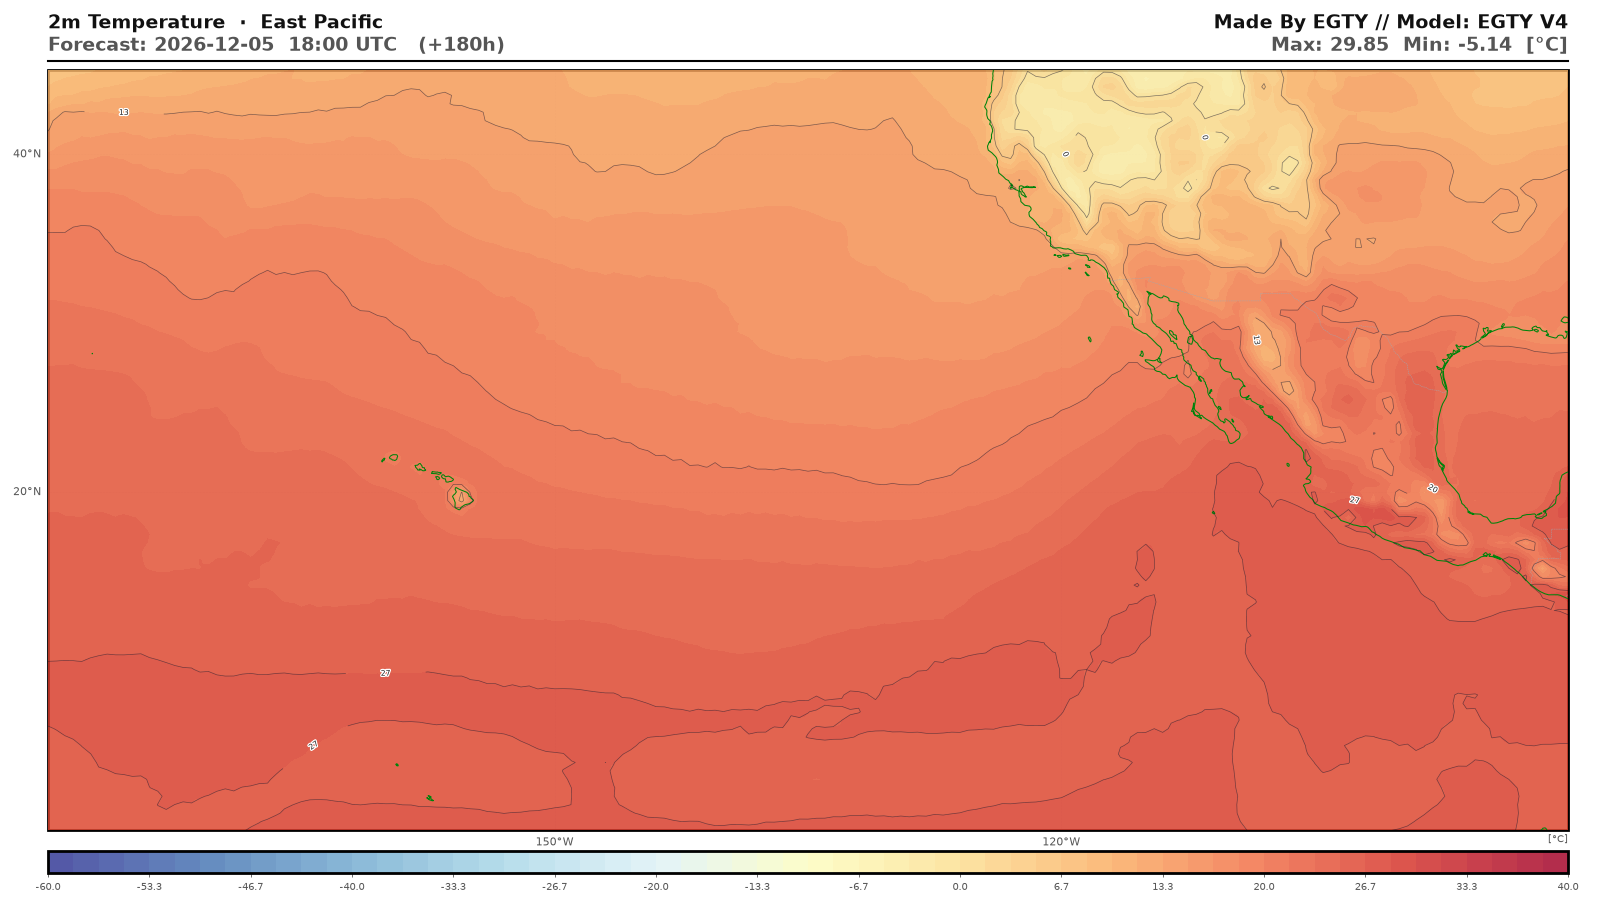 2m Temperature · East Pacific
Made By EGTY // Model: EGTY V4
Forecast: 2026-12-05 18:00 UTC (+180h)
Max: 29.85 Min: -5.14 [°C]
13
0
0
40°N
13
20°N
20
27
27
27
150°W
120°W
[°C]
-60.0
-53.3
-46.7
-40.0
-33.3
-26.7
-20.0
-13.3
-6.7
0.0
6.7
13.3
20.0
26.7
33.3
40.0